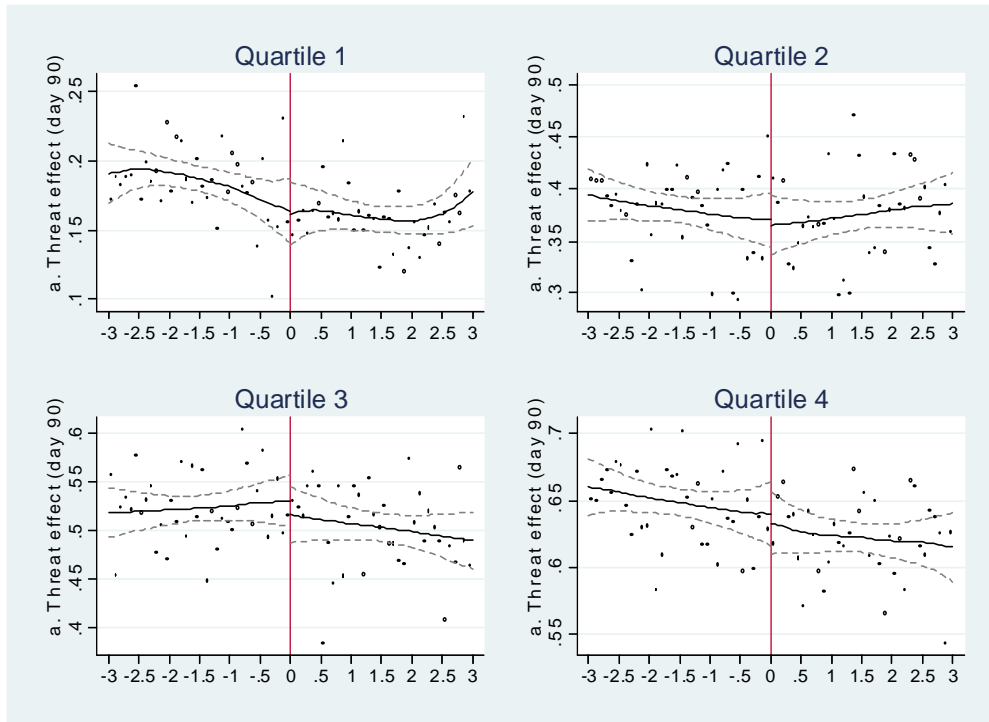 Quartile 1
a. Threat effect (day 90)
.25
.2
.15
.1
-3 -2.5 -2 -1.5 -1 -.5 0 .5 1 1.5 2 2.5 3
Quartile 2
a. Threat effect (day 90)
.5
.45
.4
.35
.3
-3 -2.5 -2 -1.5 -1 -.5 0 .5 1 1.5 2 2.5 3
Quartile 3
a. Threat effect (day 90)
.6
.55
.5
.45
.4
-3 -2.5 -2 -1.5 -1 -.5 0 .5 1 1.5 2 2.5 3
Quartile 4
a. Threat effect (day 90)
.7
.65
.6
.55
-3 -2.5 -2 -1.5 -1 -.5 0 .5 1 1.5 2 2.5 3